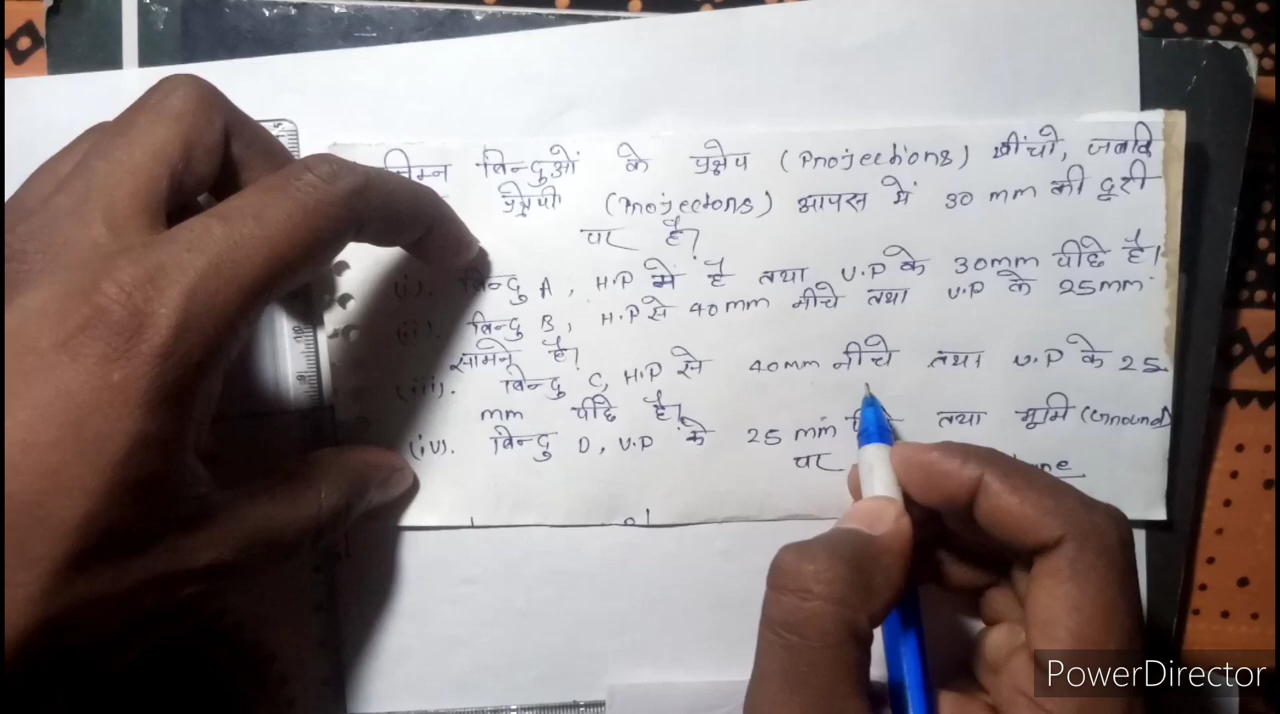 निम्न बिन्दुओं के प्रक्षेप (Projections) खींचो, जबकि
प्रक्षेपी (Projectons) आपस में 30 mm की दूरी
पर है।
(i). बिन्दु A, H.P में है तथा V.P के 30mm पीछे है।
(ii). बिन्दु B, H.P से 40mm नीचे तथा V.P के 25mm
सामने है।
(iii). बिन्दु C, H.P से 40mm नीचे तथा V.P के 25
mm पीछे है।
(iv). बिन्दु D, V.P के 25 mm तथा भूमि (Ground)
पर
PowerDirector